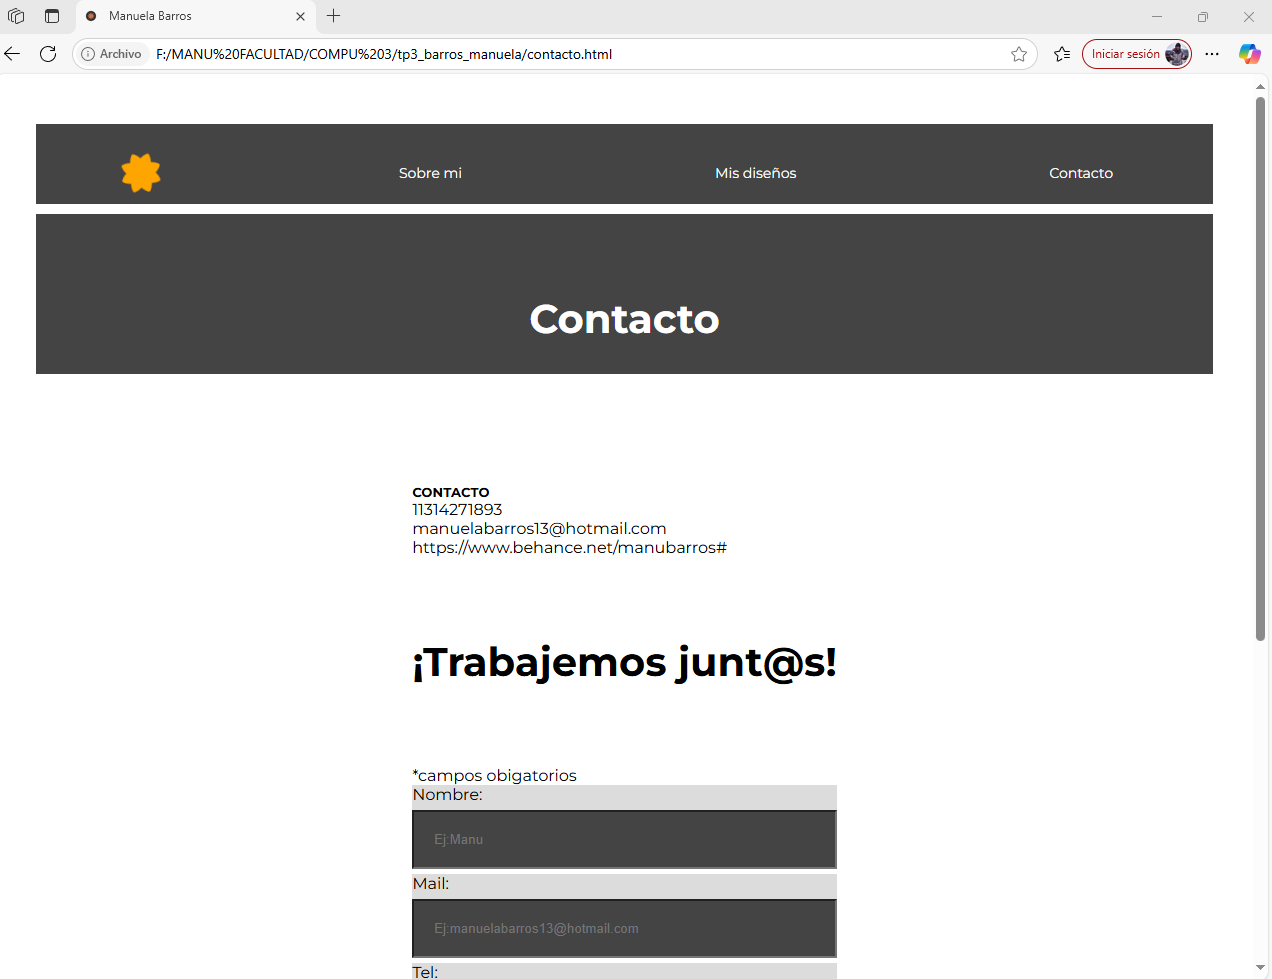 Manuela Barros
Archivo
F:/MANU%20FACULTAD/COMPU%203/tp3_barros_manuela/contacto.html
Iniciar sesión
Sobre mi
Mis diseños
Contacto
Contacto
CONTACTO
11314271893
manuelabarros13@hotmail.com
https://www.behance.net/manubarros#
¡Trabajemos junt@s!
*campos obigatorios
Nombre:
Ej:Manu
Mail:
Ej:manuelabarros13@hotmail.com
Tel: